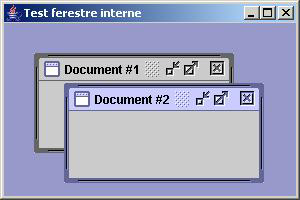 Test ferestre interne
Document #1
Document #2